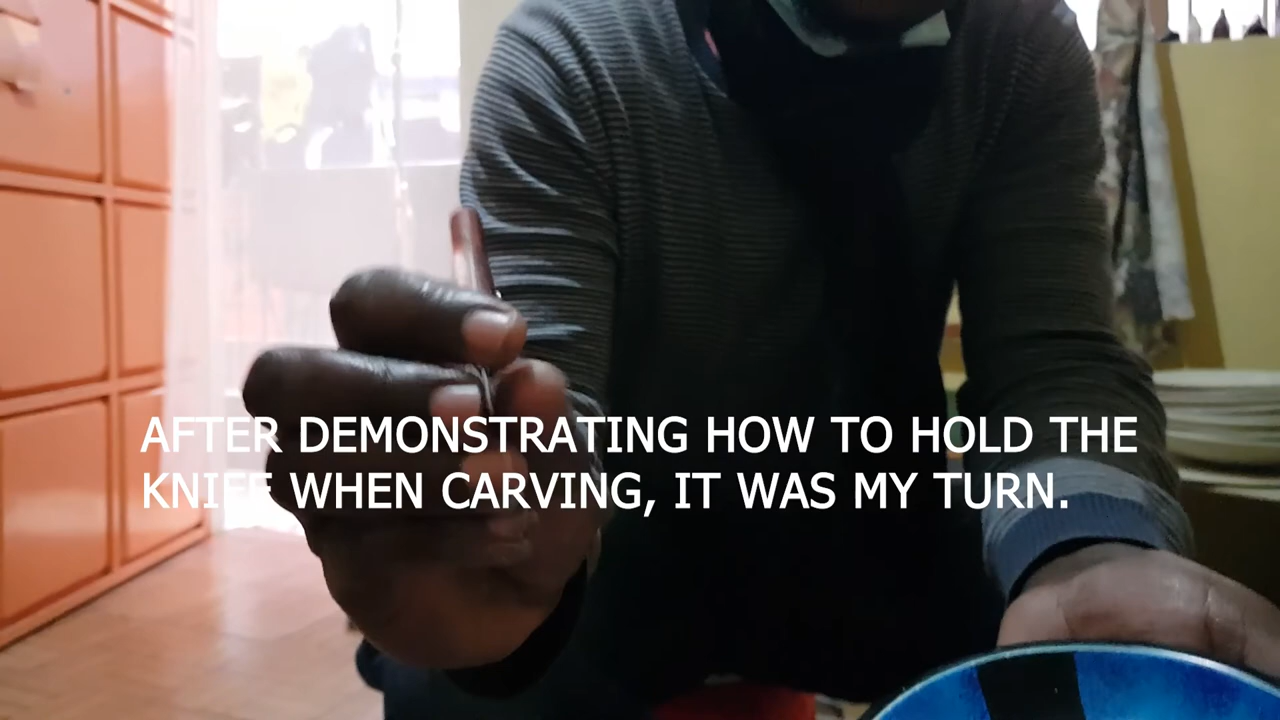 AFTER DEMONSTRATING HOW TO HOLD THE
KNIFE WHEN CARVING, IT WAS MY TURN.